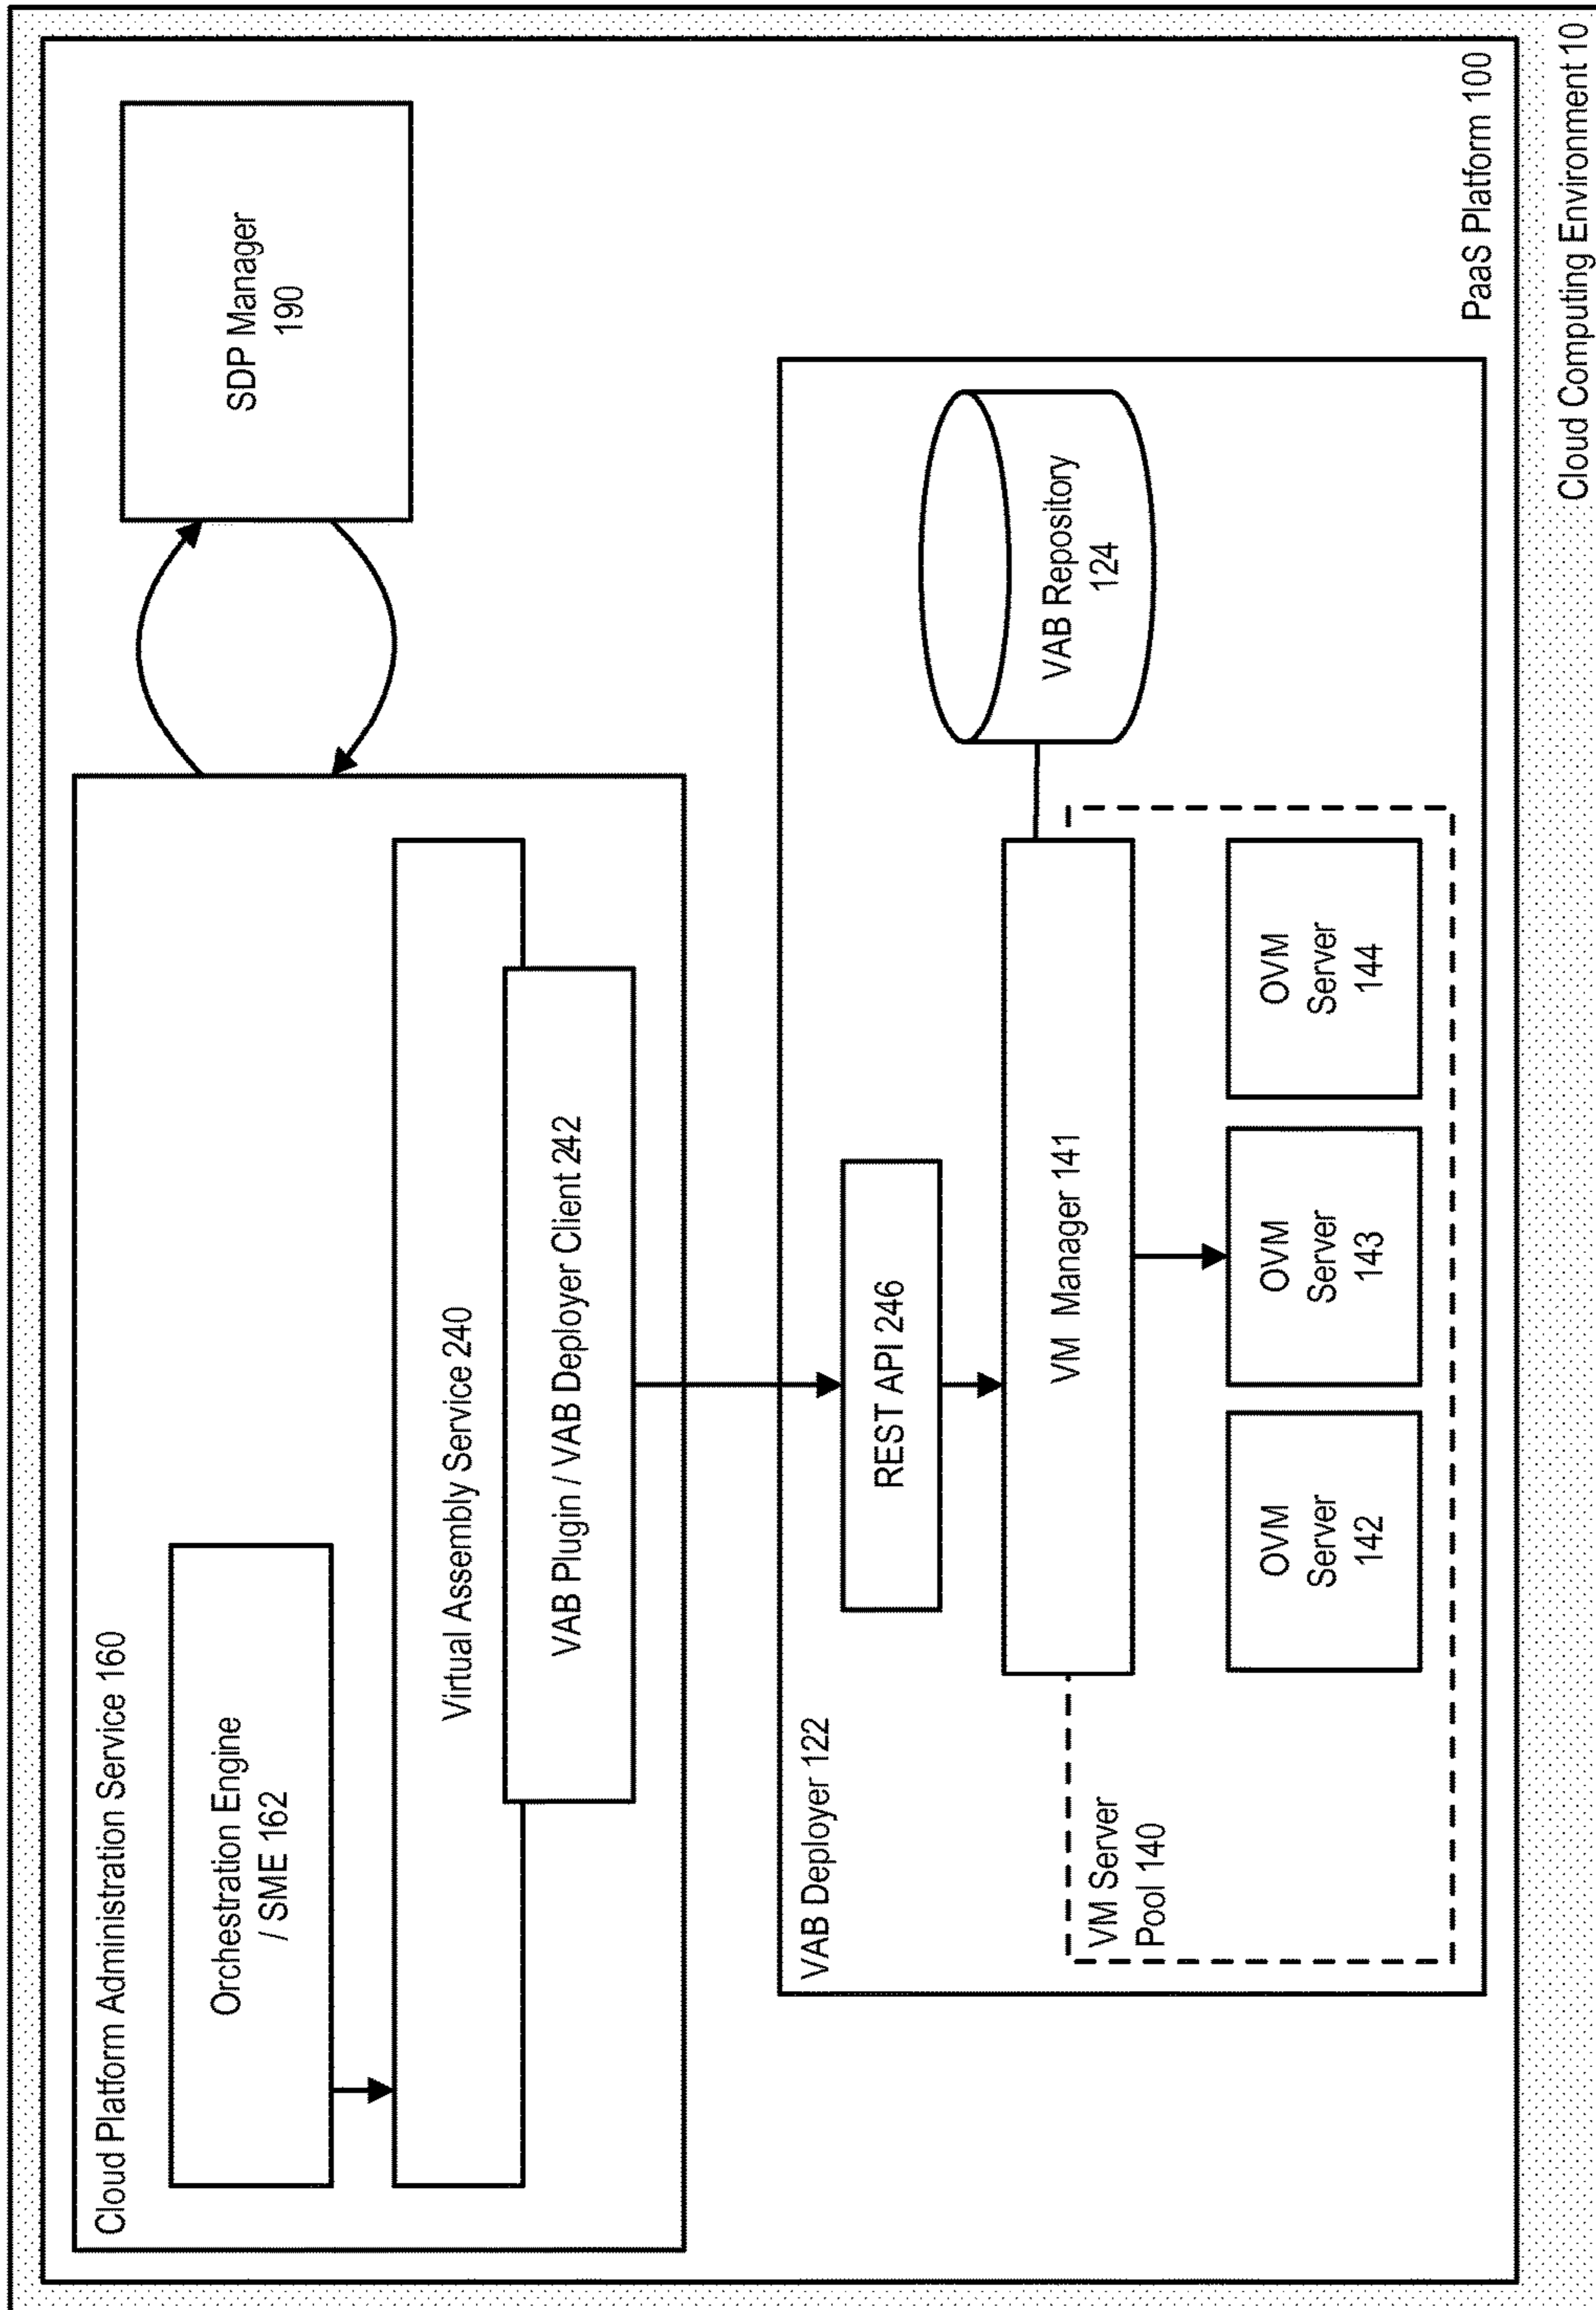 Cloud Platform Administration Service 160
Orchestration Engine
/ SME 162
SDP Manager
190
Virtual Assembly Service 240
VAB Plugin / VAB Deployer Client 242
VAB Deployer 122
REST API 246
VAB Repository
124
VM Manager 141
VM Server
Pool 140
OVM
Server
142
OVM
Server
143
OVM
Server
144
PaaS Platform 100
Cloud Computing Environment 10